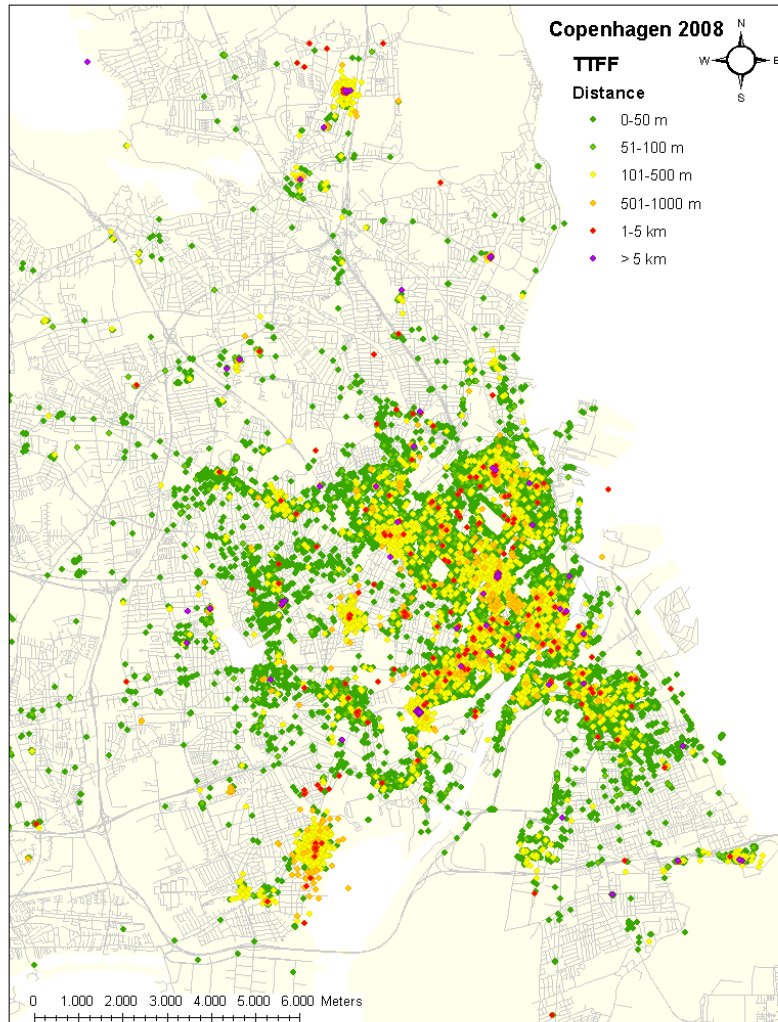 Copenhagen 2008
TTFF
N
W E
S
Distance
0-50 m
51-100 m
101-500 m
501-1000 m
1-5 km
> 5 km
0 1.000 2.000 3.000 4.000 5.000 6.000 Meters